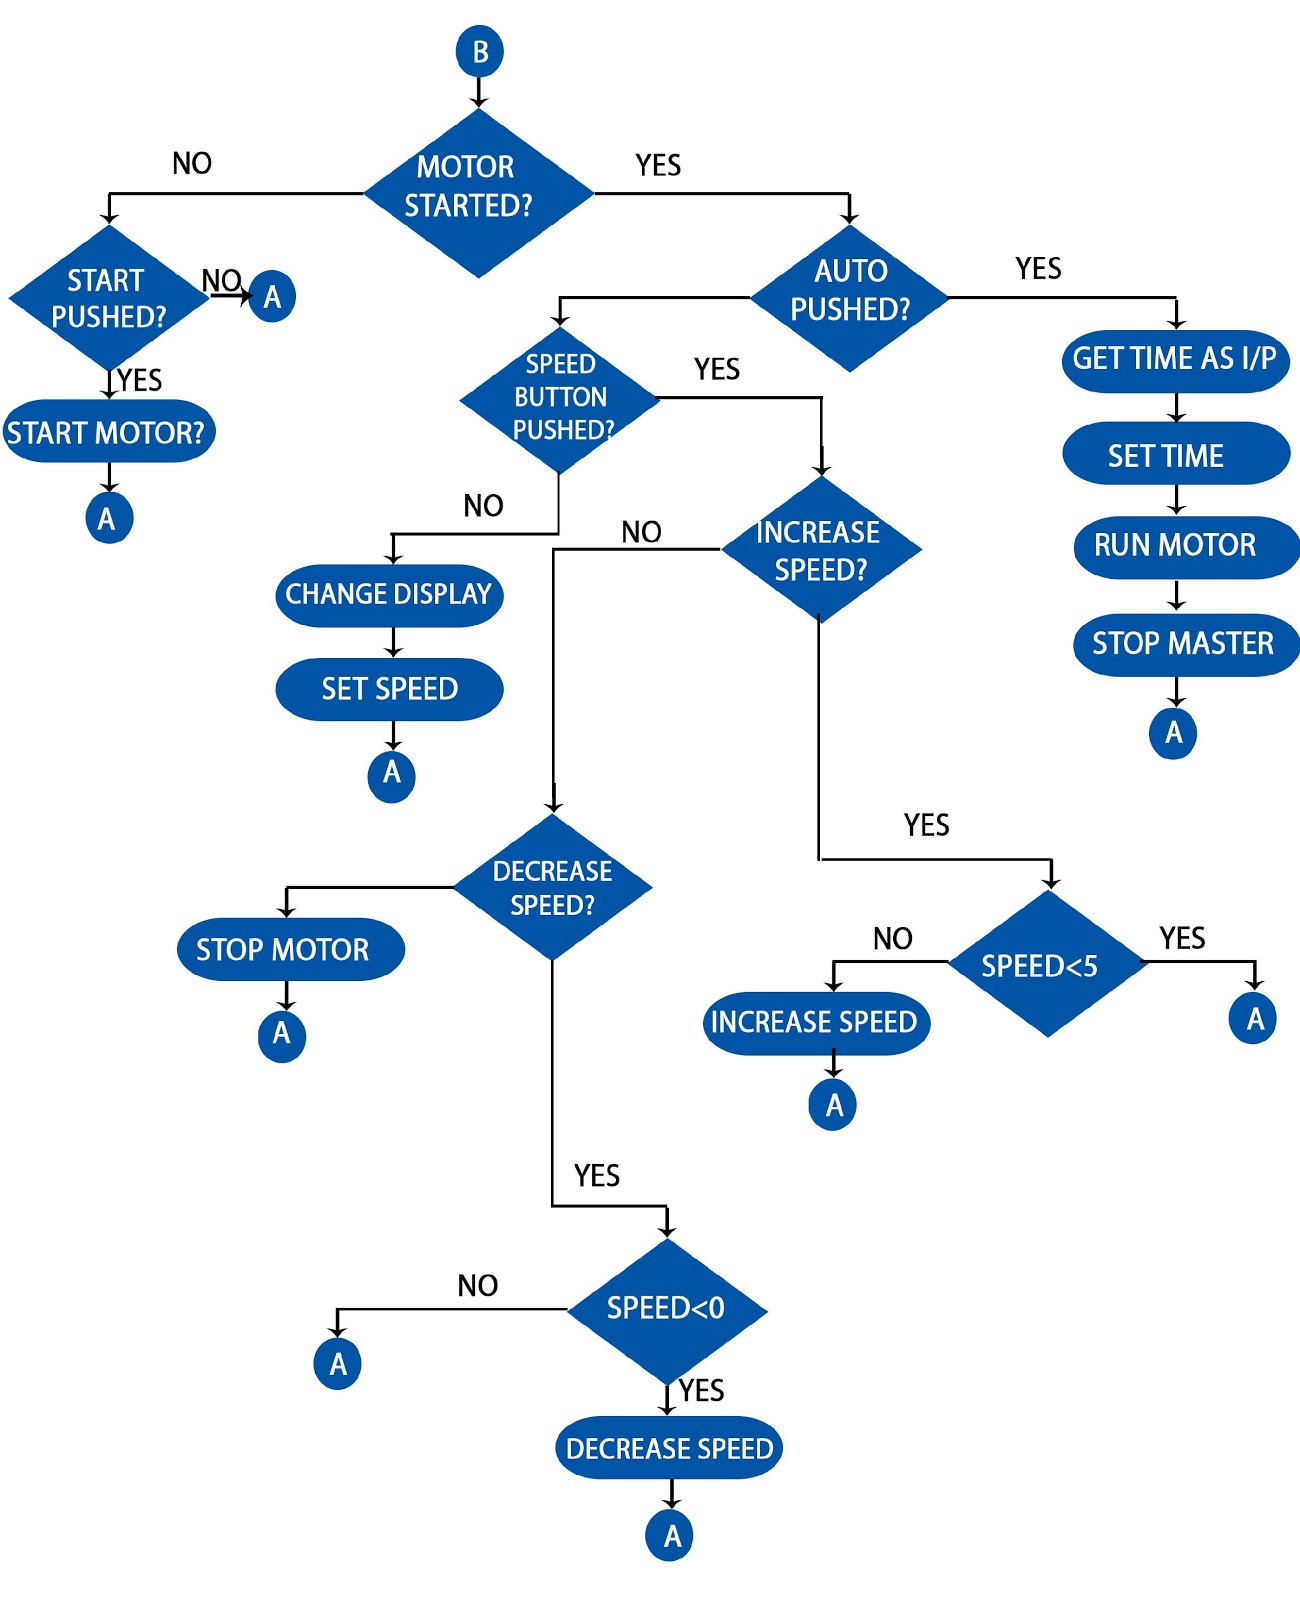 B
MOTOR
STARTED?
NO
YES
START
PUSHED?
NO
A
YES
START MOTOR?
A
AUTO
PUSHED?
YES
GET TIME AS I/P
SET TIME
RUN MOTOR
STOP MASTER
A
SPEED
BUTTON
PUSHED?
YES
NO
CHANGE DISPLAY
SET SPEED
A
INCREASE
SPEED?
NO
YES
DECREASE
SPEED?
STOP MOTOR
A
SPEED<5
NO
YES
INCREASE SPEED
A
A
YES
SPEED<0
NO
A
YES
DECREASE SPEED
A